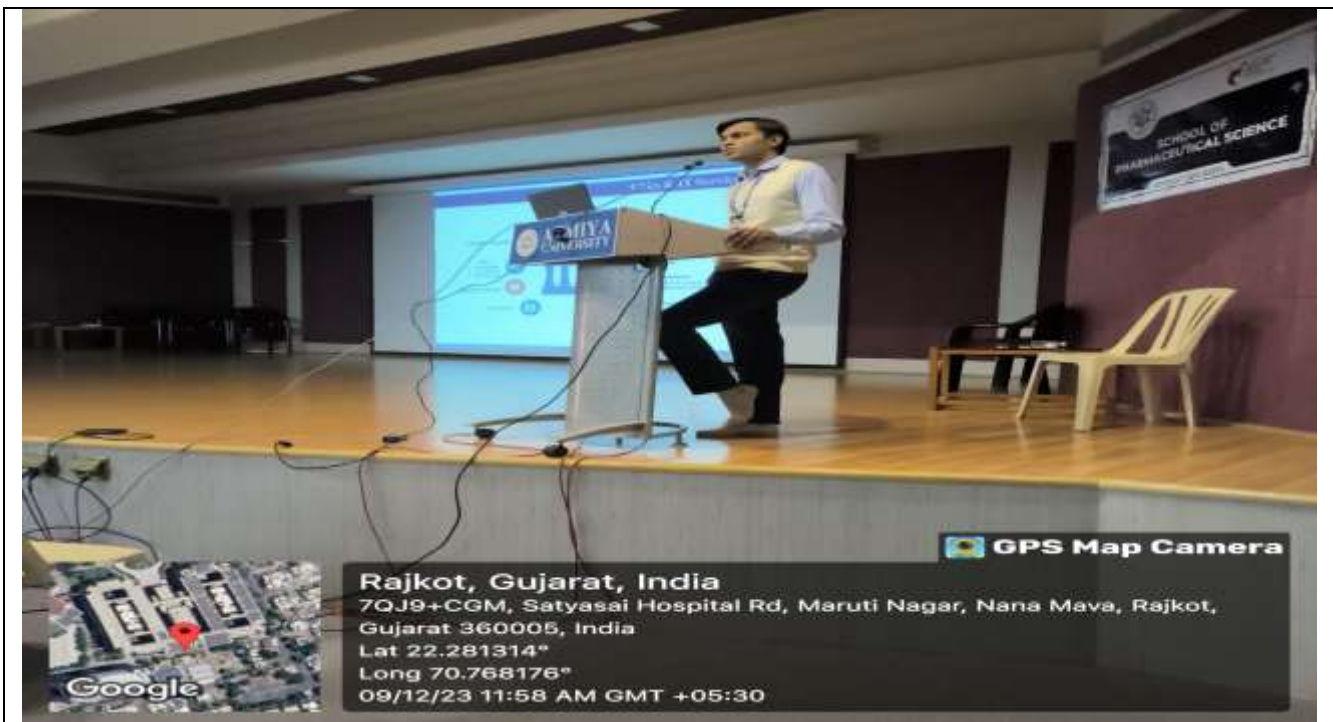 SCHOOL OF
PHARMACEUTICAL SCIENCE
UNIVERSITY
GPS Map Camera
Rajkot, Gujarat, India
7QJ9+CGM, Satyasai Hospital Rd, Maruti Nagar, Nana Mava, Rajkot,
Gujarat 360005, India
Lat 22.281314°
Long 70.768176°
09/12/23 11:58 AM GMT +05:30
Google